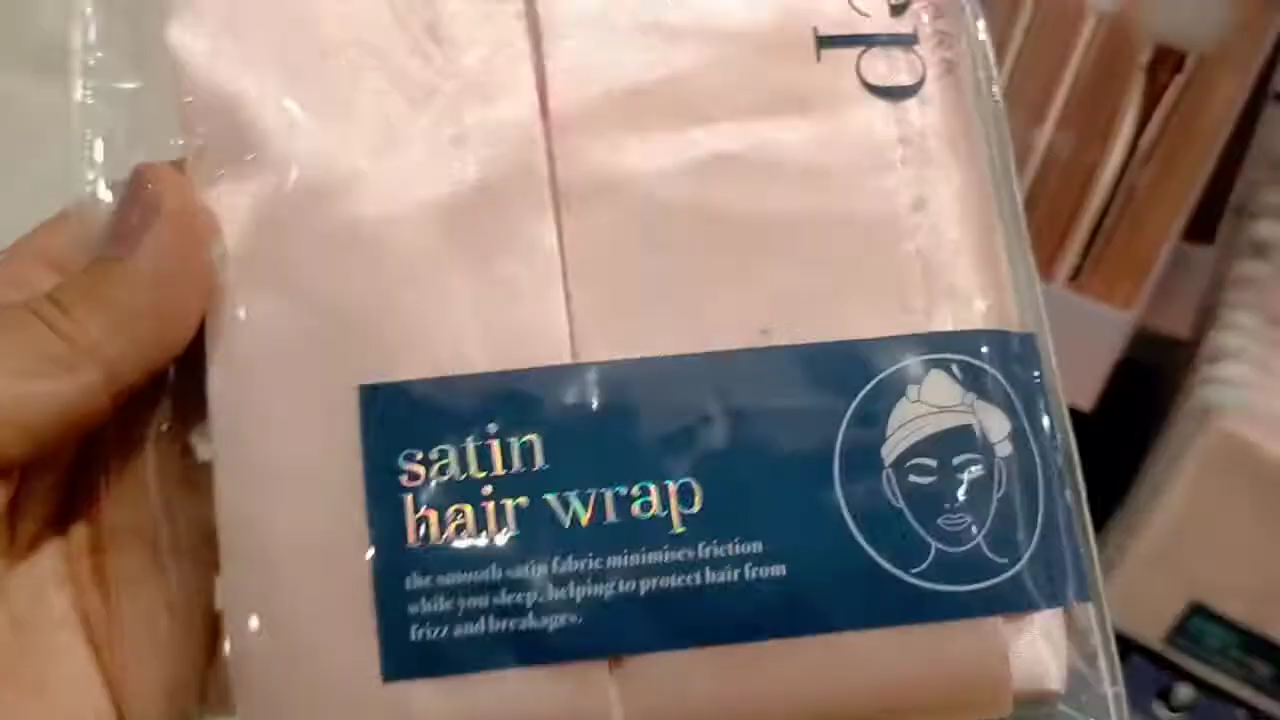 satin
hair wrap
the smooth satin fabric minimises friction
while you sleep, helping to protect hair from
frizz and breakages.